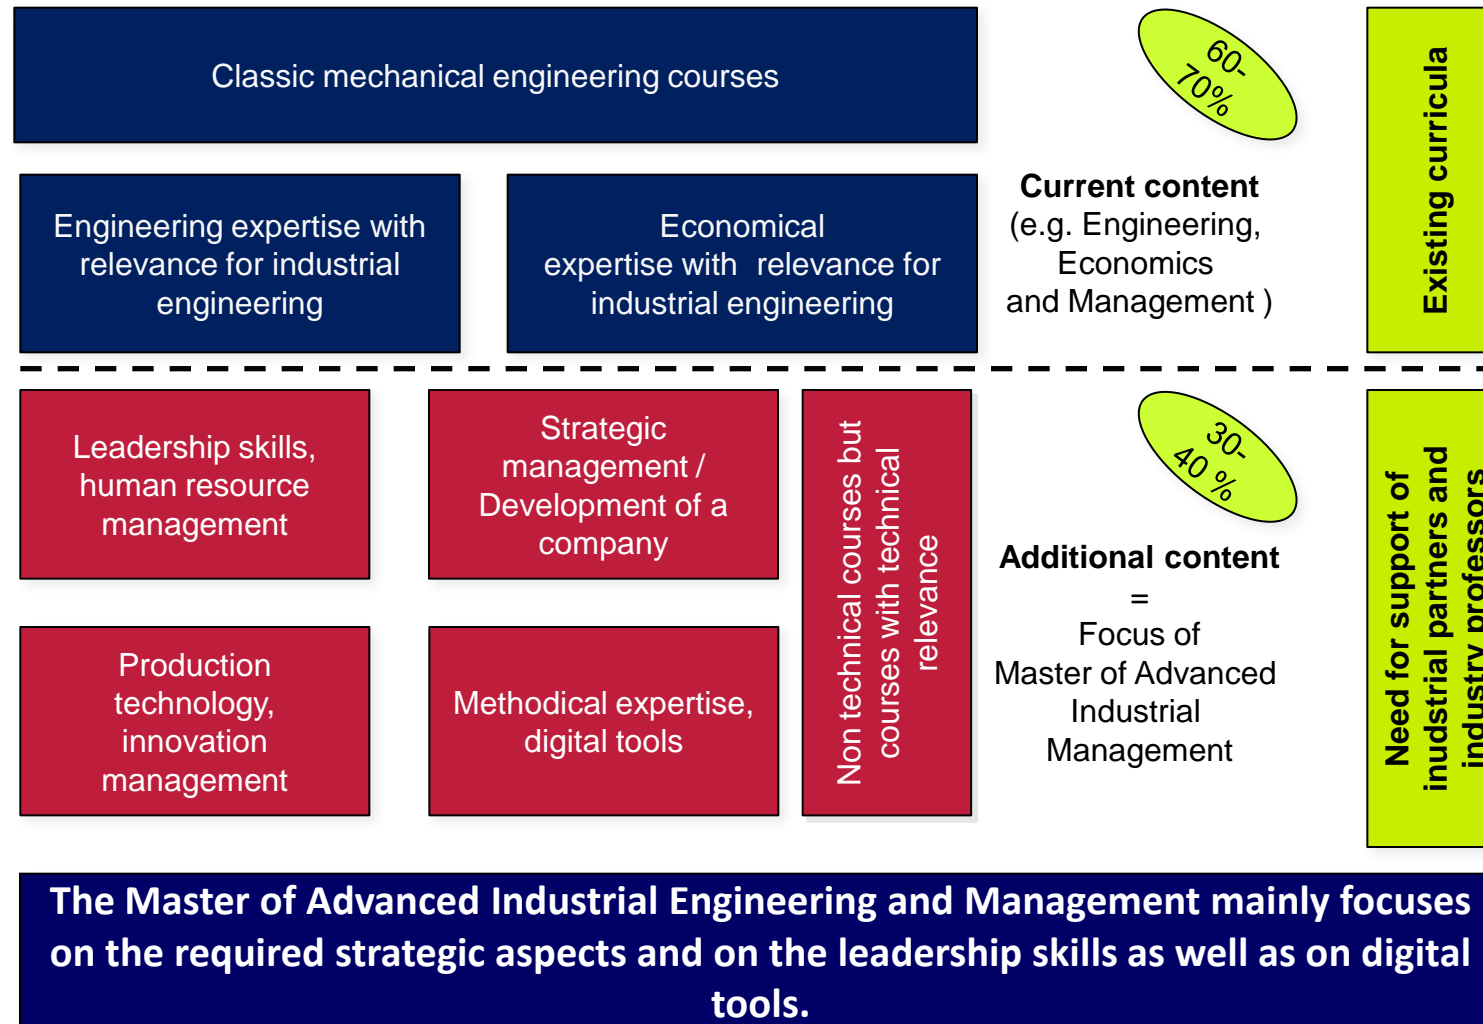 Classic mechanical engineering courses
60-
70%
Existing curricula
Engineering expertise with
relevance for industrial
engineering
Economical
expertise with  relevance for
industrial engineering
Current content
(e.g. Engineering,
Economics
and Management )
Leadership skills,
human resource
management
Strategic
management /
Development of a
company
Non technical courses but
courses with technical
relevance
30-
40 %
Need for support of
inudstrial partners and
industry professors
Additional content
=
Focus of
Master of Advanced
Industrial
Management
Production
technology,
innovation
management
Methodical expertise,
digital tools
The Master of Advanced Industrial Engineering and Management mainly focuses
on the required strategic aspects and on the leadership skills as well as on digital
tools.